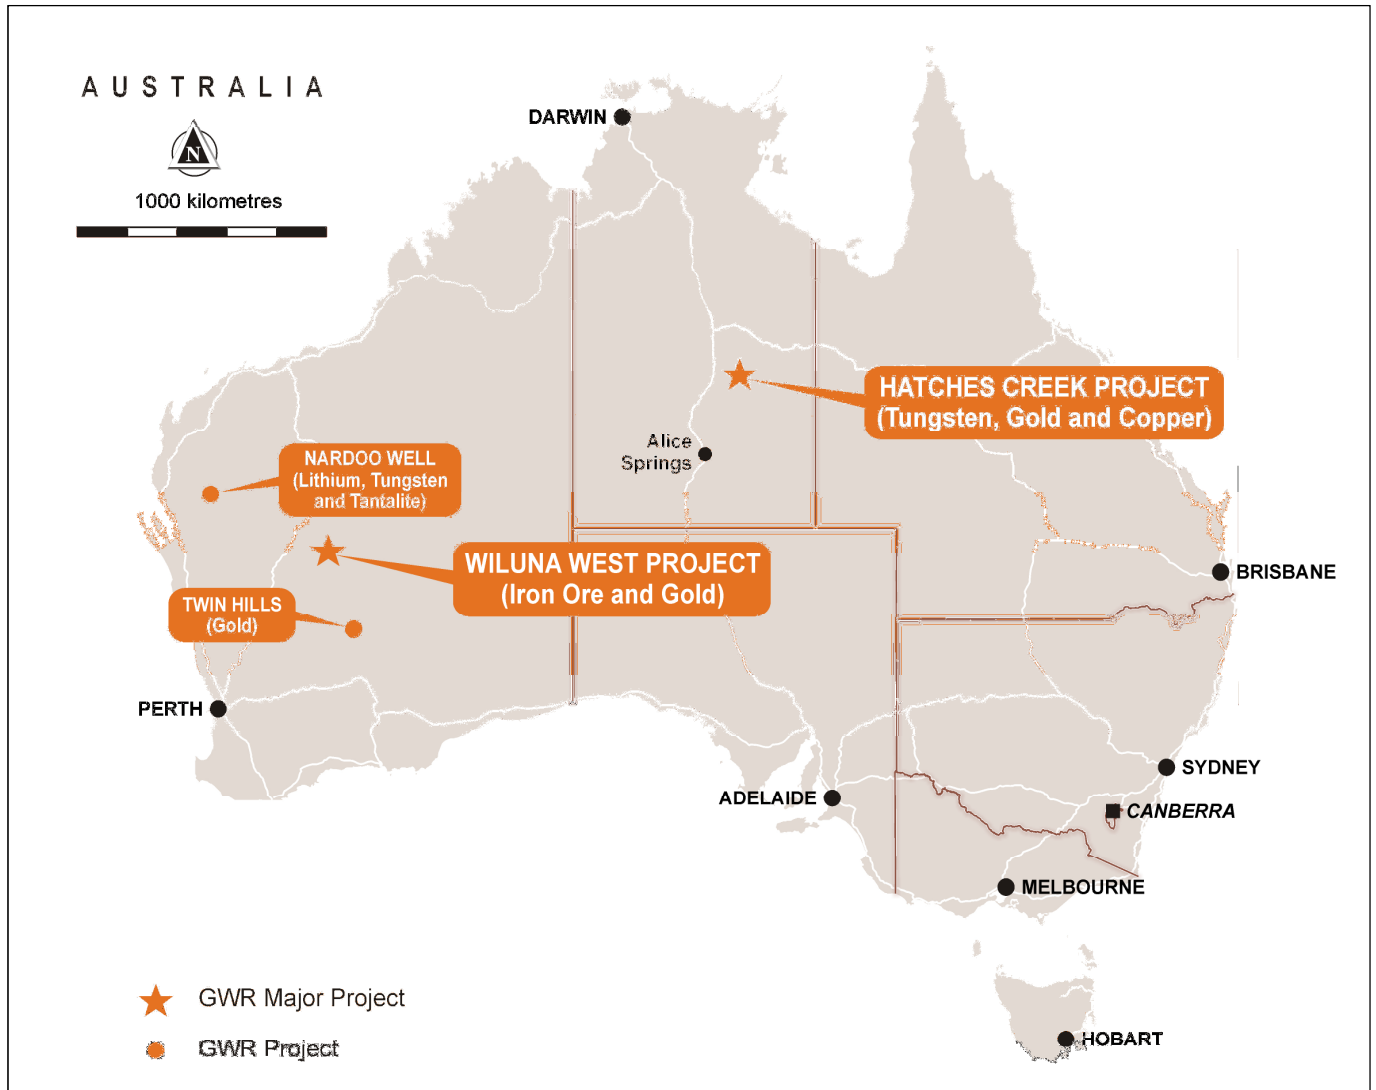 AUSTRALIA
N
1000 kilometres
DARWIN
HATCHES CREEK PROJECT
(Tungsten, Gold and Copper)
Alice
Springs
NARDOO WELL
(Lithium, Tungsten
and Tantalite)
WILUNA WEST PROJECT
(Iron Ore and Gold)
BRISBANE
TWIN HILLS
(Gold)
PERTH
SYDNEY
ADELAIDE
CANBERRA
MELBOURNE
GWR Major Project
GWR Project
HOBART